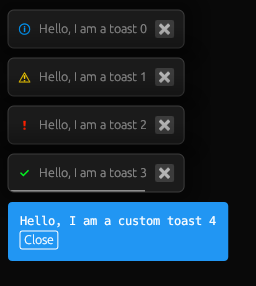 Hello, I am a toast 0
Hello, I am a toast 1
Hello, I am a toast 2
Hello, I am a toast 3
Hello, I am a custom toast 4
Close